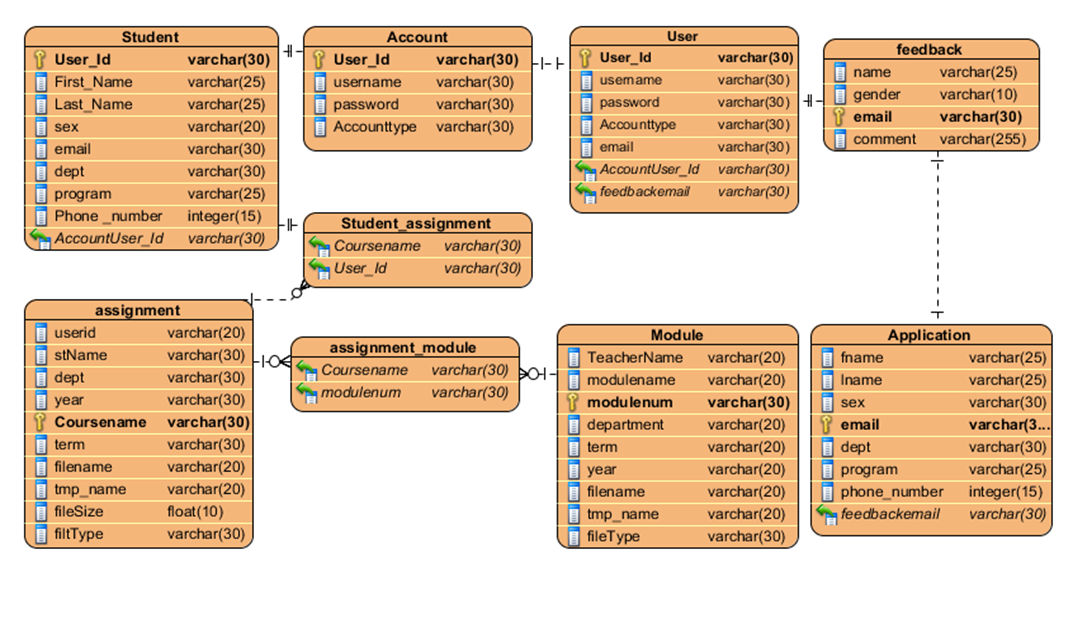 Student
User_Id varchar(30)
First_Name varchar(25)
Last_Name varchar(25)
sex varchar(20)
email varchar(30)
dept varchar(30)
program varchar(25)
Phone _number integer(15)
AccountUser_Id varchar(30)
Account
User_Id varchar(30)
username varchar(30)
password varchar(30)
Accounttype varchar(30)
User
User_Id varchar(30)
username varchar(30)
password varchar(30)
Accounttype varchar(30)
email varchar(30)
AccountUser_Id varchar(30)
feedbackemail varchar(30)
feedback
name varchar(25)
gender varchar(10)
email varchar(30)
comment varchar(255)
Student_assignment
Coursename varchar(30)
User_Id varchar(30)
assignment
userid varchar(20)
stName varchar(30)
dept varchar(30)
year varchar(30)
Coursename varchar(30)
term varchar(30)
filename varchar(20)
tmp_name varchar(20)
fileSize float(10)
filtType varchar(30)
assignment_module
Coursename varchar(30)
modulenum varchar(30)
Module
TeacherName varchar(20)
modulename varchar(20)
modulenum varchar(30)
department varchar(20)
term varchar(20)
year varchar(20)
filename varchar(20)
tmp_name varchar(20)
fileType varchar(30)
Application
fname varchar(25)
lname varchar(25)
sex varchar(30)
email varchar(3...
dept varchar(30)
program varchar(25)
phone_number integer(15)
feedbackemail varchar(30)